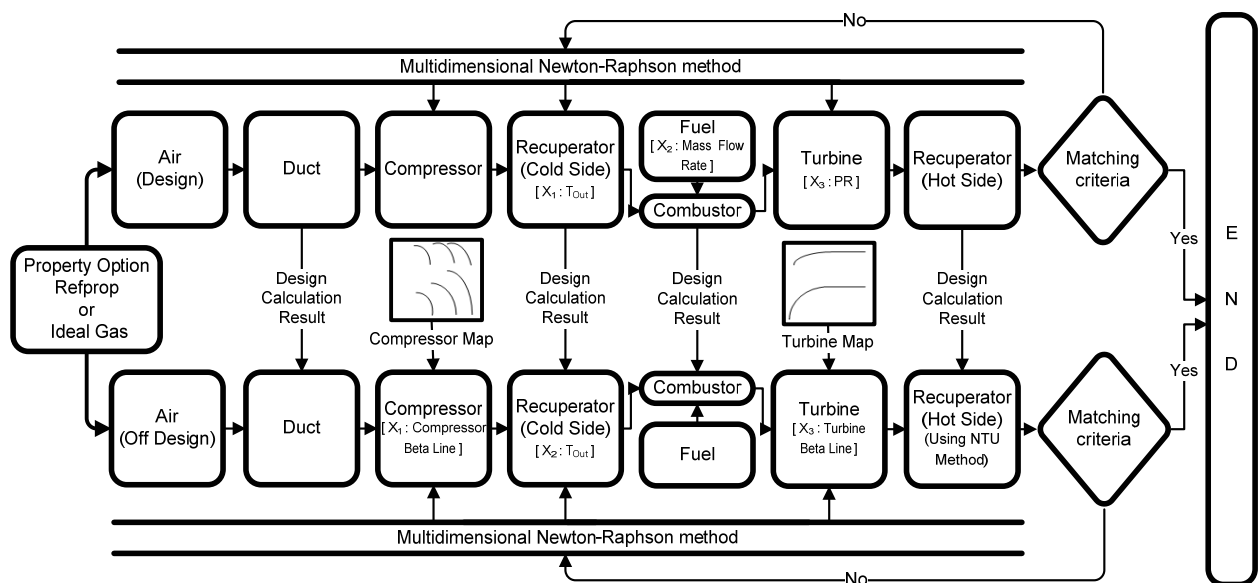 No
Multidimensional Newton-Raphson method
Air
(Design)
Duct
Compressor
Recuperator
(Cold Side)
[ X₁ : T_Out ]
Fuel
[ X₂ : Mass Flow
Rate ]
Combustor
Turbine
[ X₃ : PR ]
Recuperator
(Hot Side)
Matching
criteria
Yes
Property Option
Refprop
or
Ideal Gas
Design
Calculation
Result
Compressor Map
Design
Calculation
Result
Design
Calculation
Result
Turbine Map
Design
Calculation
Result
E
N
D
Air
(Off Design)
Duct
Compressor
[ X₁ : Compressor
Beta Line ]
Recuperator
(Cold Side)
[ X₂ : T_Out ]
Combustor
Fuel
Turbine
[ X₃ : Turbine
Beta Line ]
Recuperator
(Hot Side)
(Using NTU
Method)
Matching
criteria
Yes
Multidimensional Newton-Raphson method
No